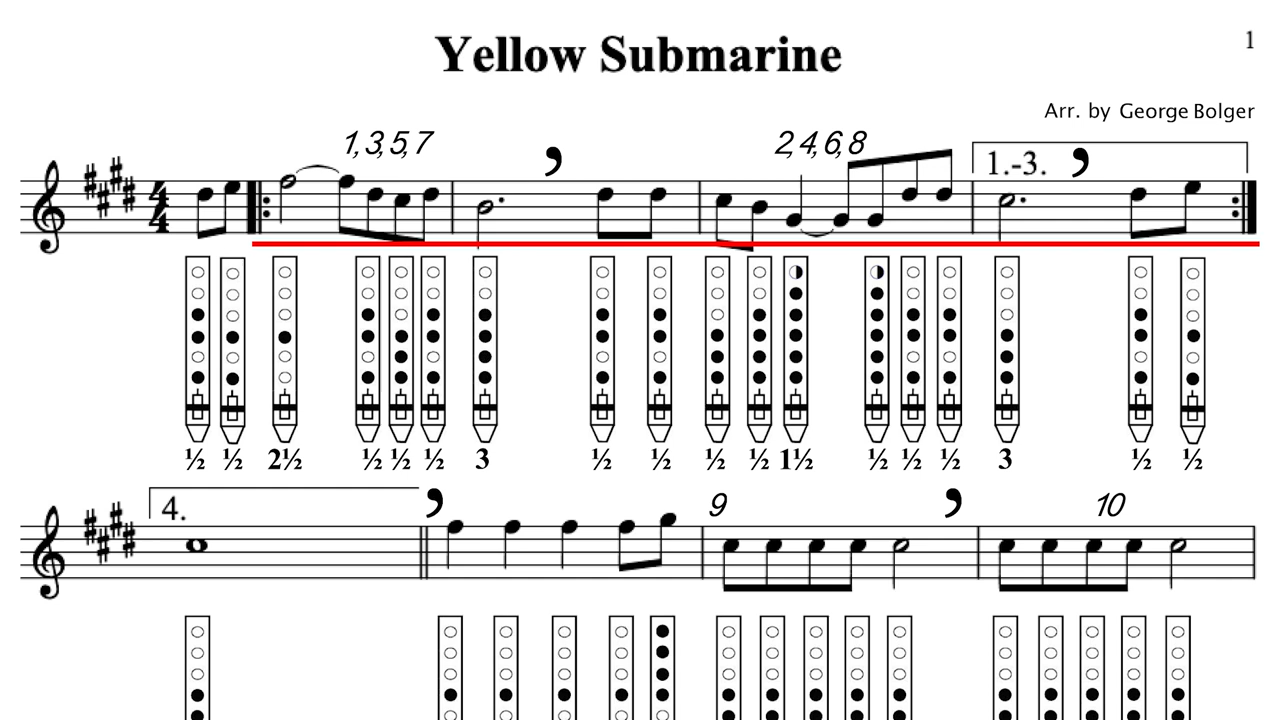 Yellow Submarine
1
Arr. by George Bolger
1,3,5,7 2,4,6,8 1.-3.
4
4
½ ½ 2½ ½ ½ ½ 3 ½ ½ ½ ½ 1½ ½ ½ ½ 3 ½ ½
4. 9 10